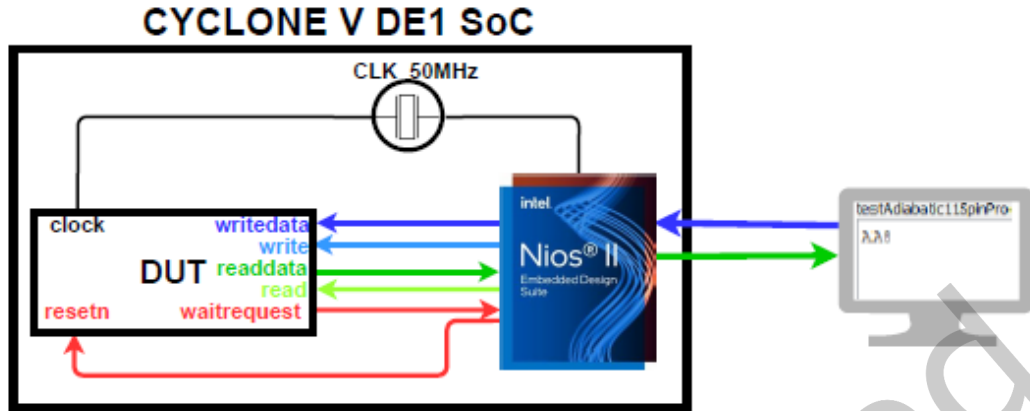 CYCLONE V DE1 SoC
CLK_50MHz
clock
writedata
write
DUT
readdata
read
resetn
waitrequest
intel
Nios® II
Embedded Design
Suite
testAdiabatic115pinPro